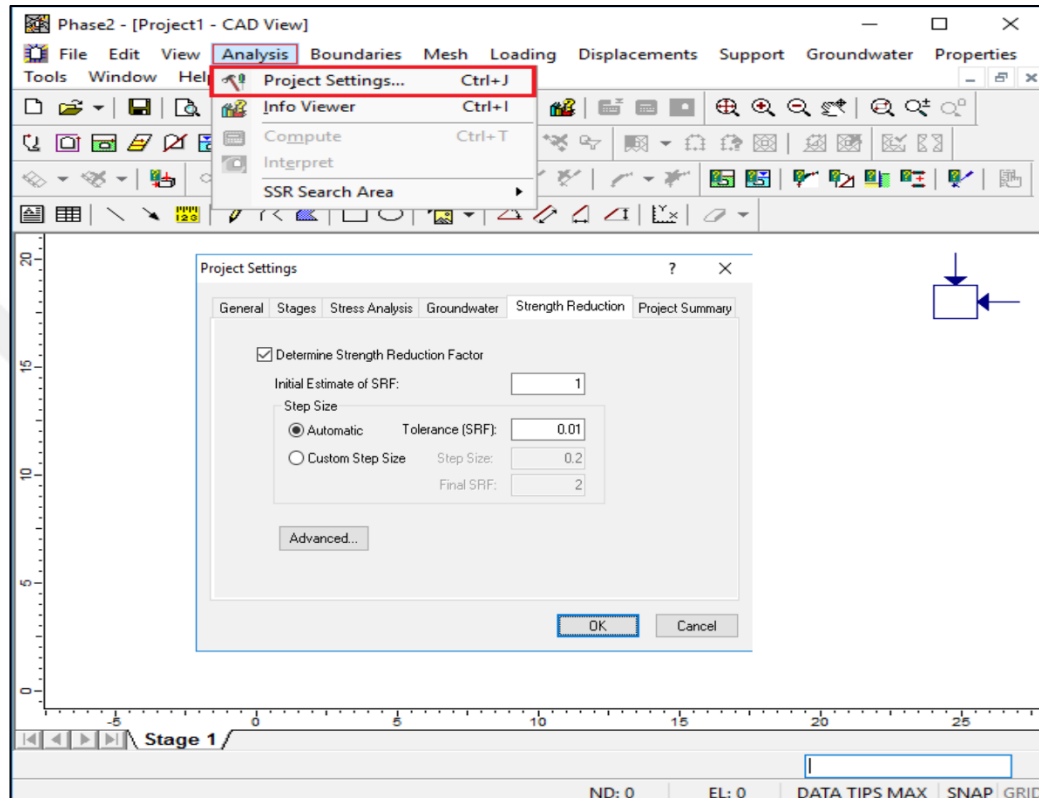 Phase2 - [Project1 - CAD View]
File Edit View Analysis Boundaries Mesh Loading Displacements Support Groundwater Properties
Tools Window Help
Project Settings... Ctrl+J
Info Viewer Ctrl+I
Compute Ctrl+T
Interpret
SSR Search Area
Project Settings ?
General Stages Stress Analysis Groundwater Strength Reduction Project Summary
Determine Strength Reduction Factor
Initial Estimate of SRF: 1
Step Size
Automatic Tolerance (SRF): 0.01
Custom Step Size Step Size: 0.2
Final SRF: 2
Advanced...
OK Cancel
20
15
10
5
0
-5 0 5 10 15 20 25
Stage 1
ND: 0 EL: 0 DATA TIPS MAX SNAP GRID